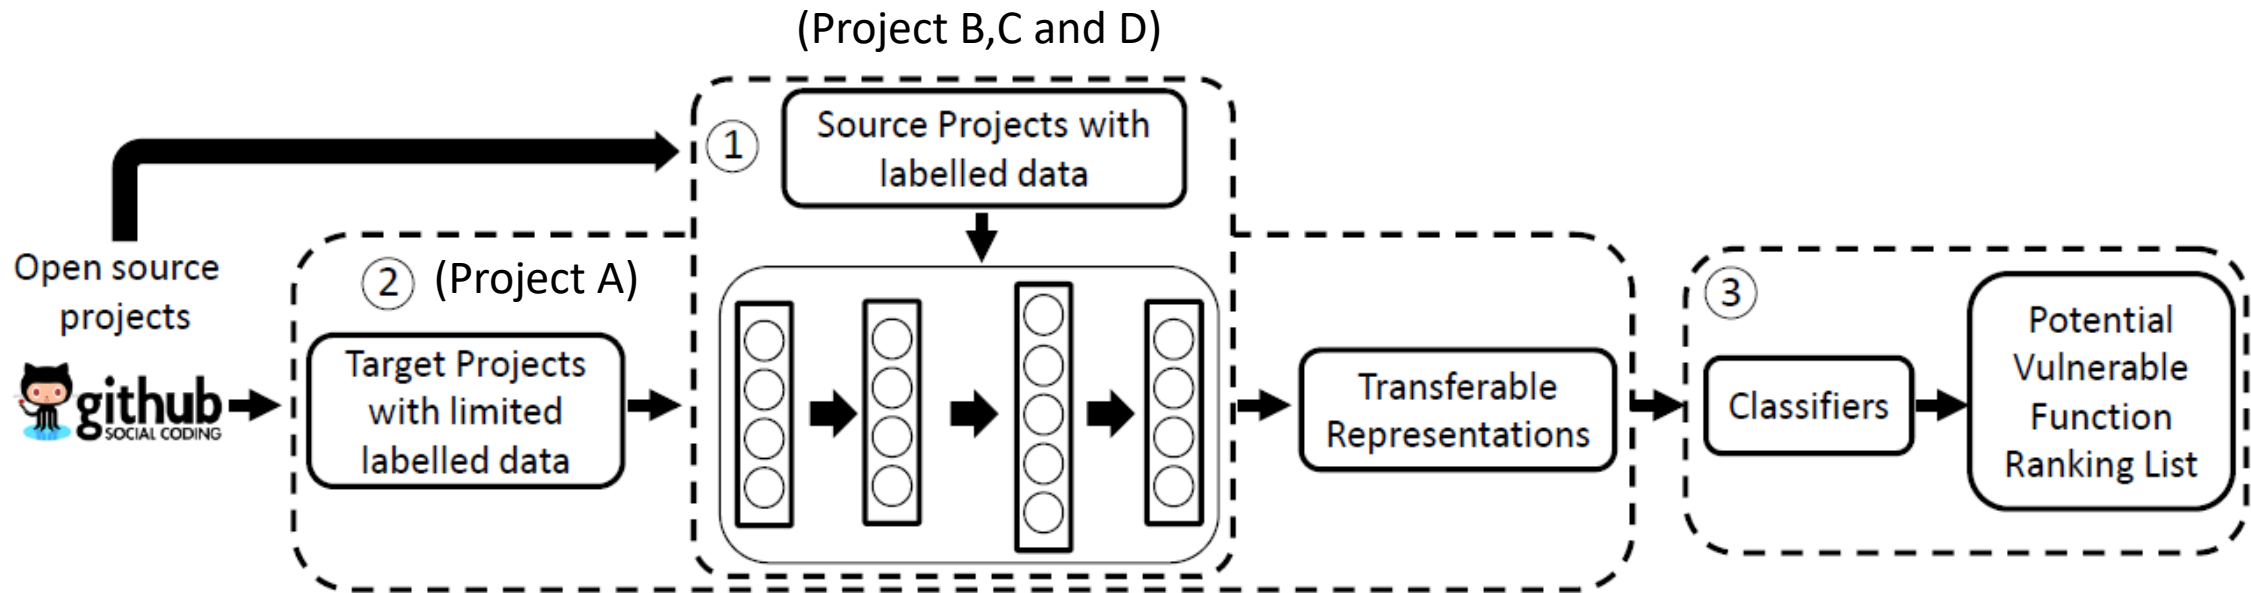 (Project B,C and D)
1
Source Projects with
labelled data
Open source
projects
github
SOCIAL CODING
2
(Project A)
Target Projects
with limited
labelled data
Transferable
Representations
3
Classifiers
Potential
Vulnerable
Function
Ranking List